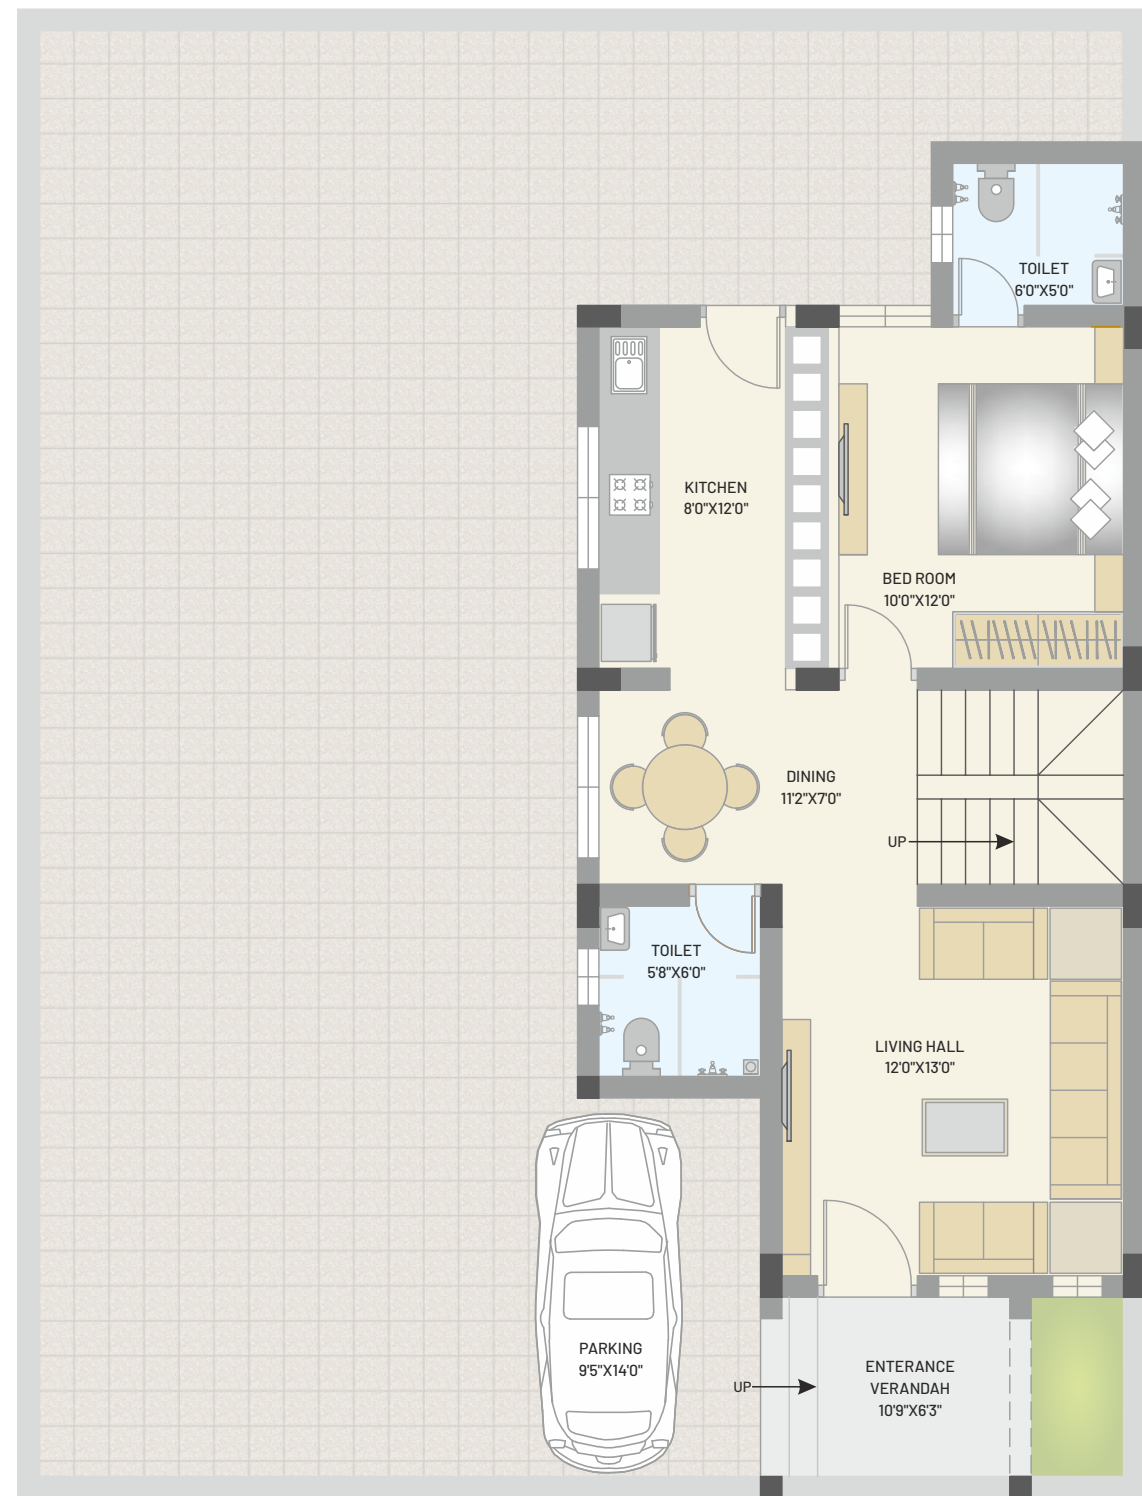 TOILET
6'0"X5'0"
KITCHEN
8'0"X12'0"
BED ROOM
10'0"X12'0"
DINING
11'2"X7'0"
UP
TOILET
5'8"X6'0"
LIVING HALL
12'0"X13'0"
PARKING
9'5"X14'0"
UP
ENTERANCE
VERANDAH
10'9"X6'3"